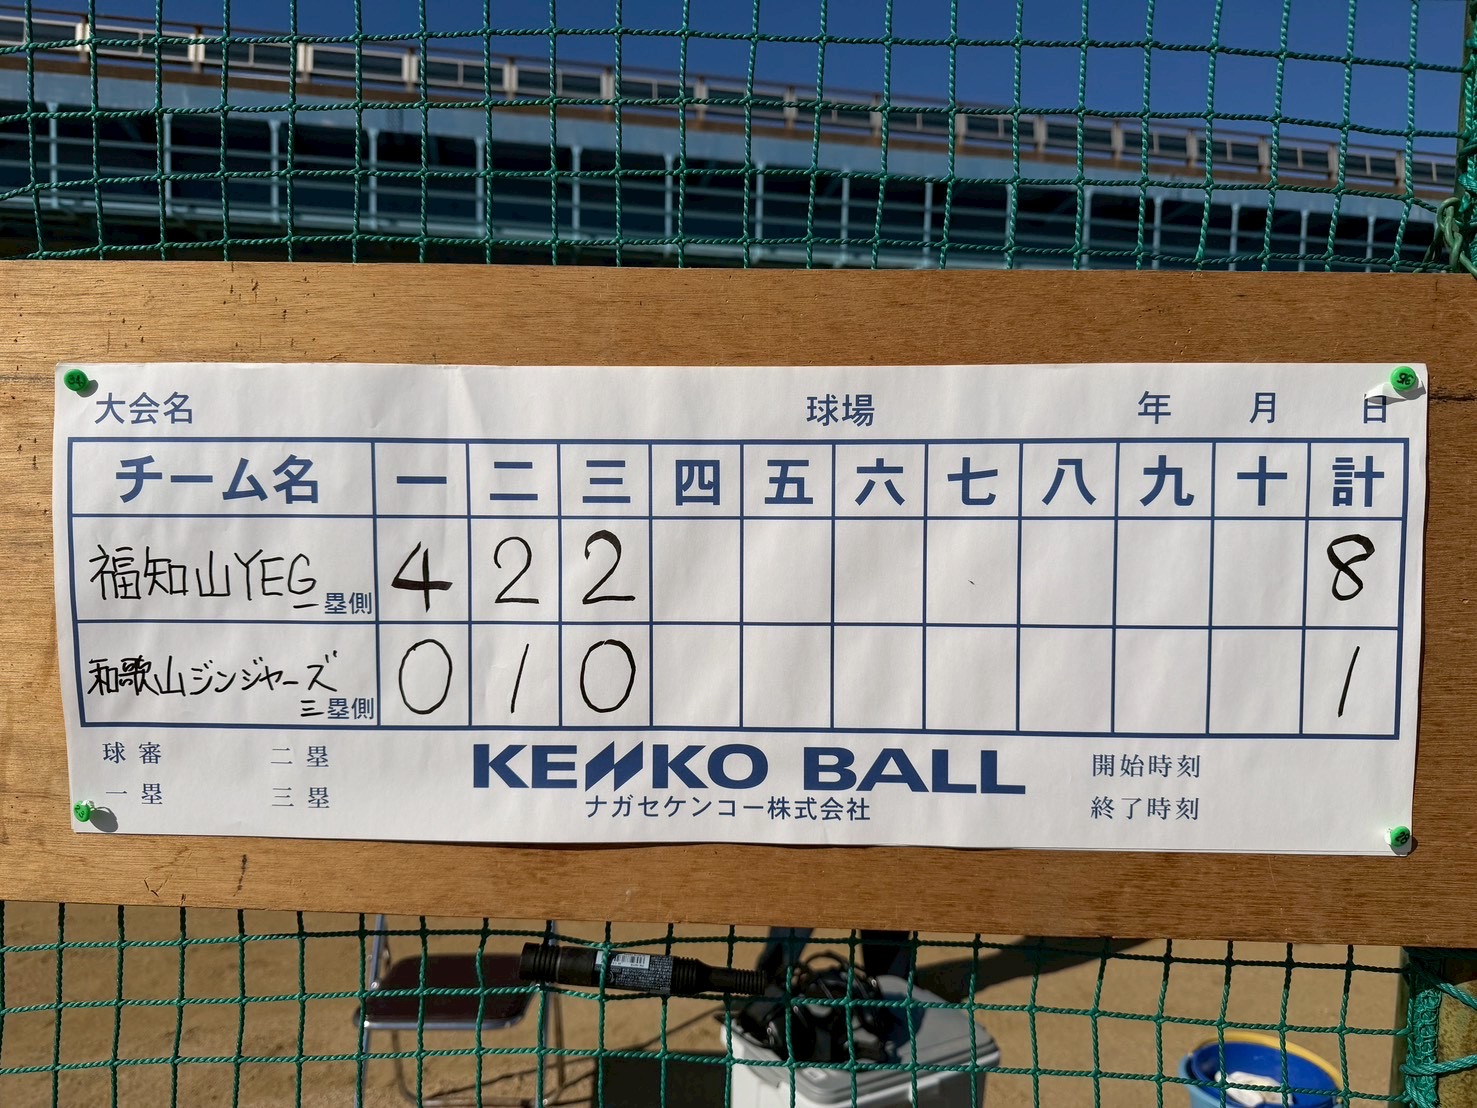 大会名 球場 年 月 日
チーム名 一 二 三 四 五 六 七 八 九 十 計
福知山YEG 一塁側 4 2 2 8
和歌山ジンジャーズ 三塁側 0 1 0 1
球審 二塁 KENKO BALL 開始時刻
一塁 三塁 ナガセケンコー株式会社 終了時刻